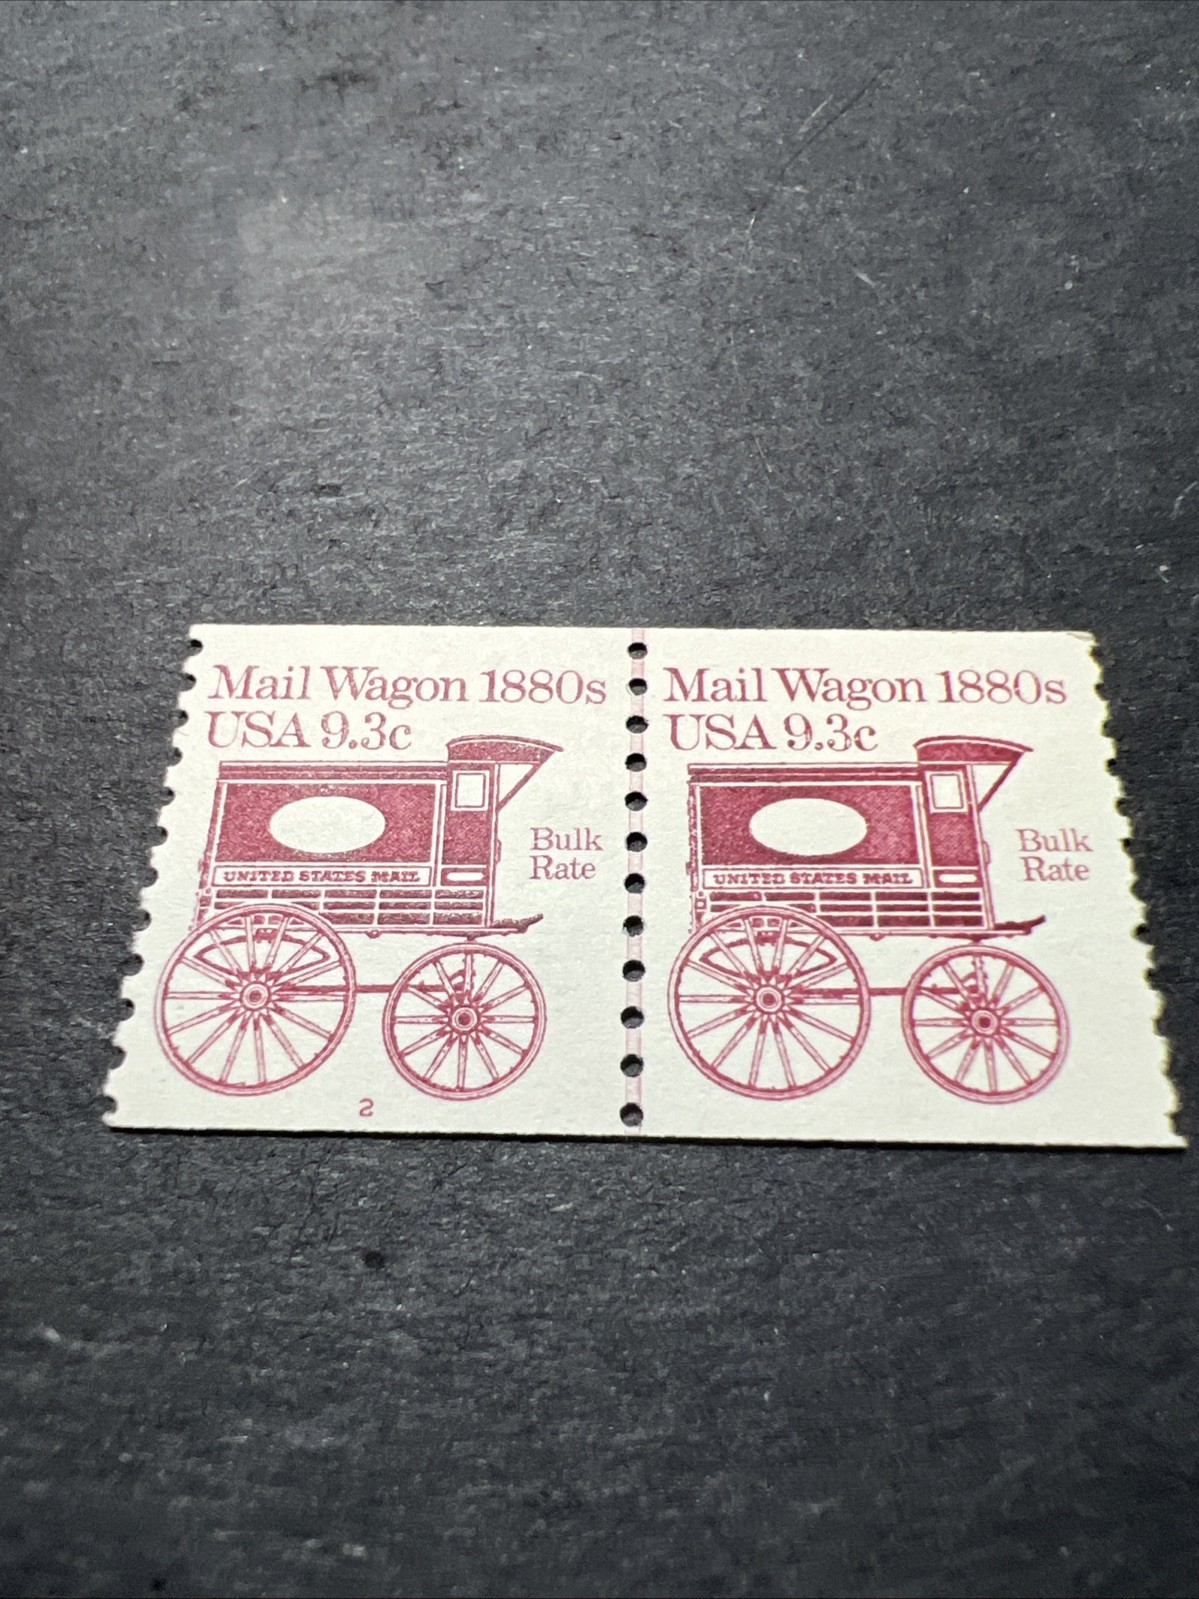 Mail Wagon 1880s
USA 9.3c
Bulk
Rate
UNITED STATES MAIL
2
Mail Wagon 1880s
USA 9.3c
Bulk
Rate
UNITED STATES MAIL